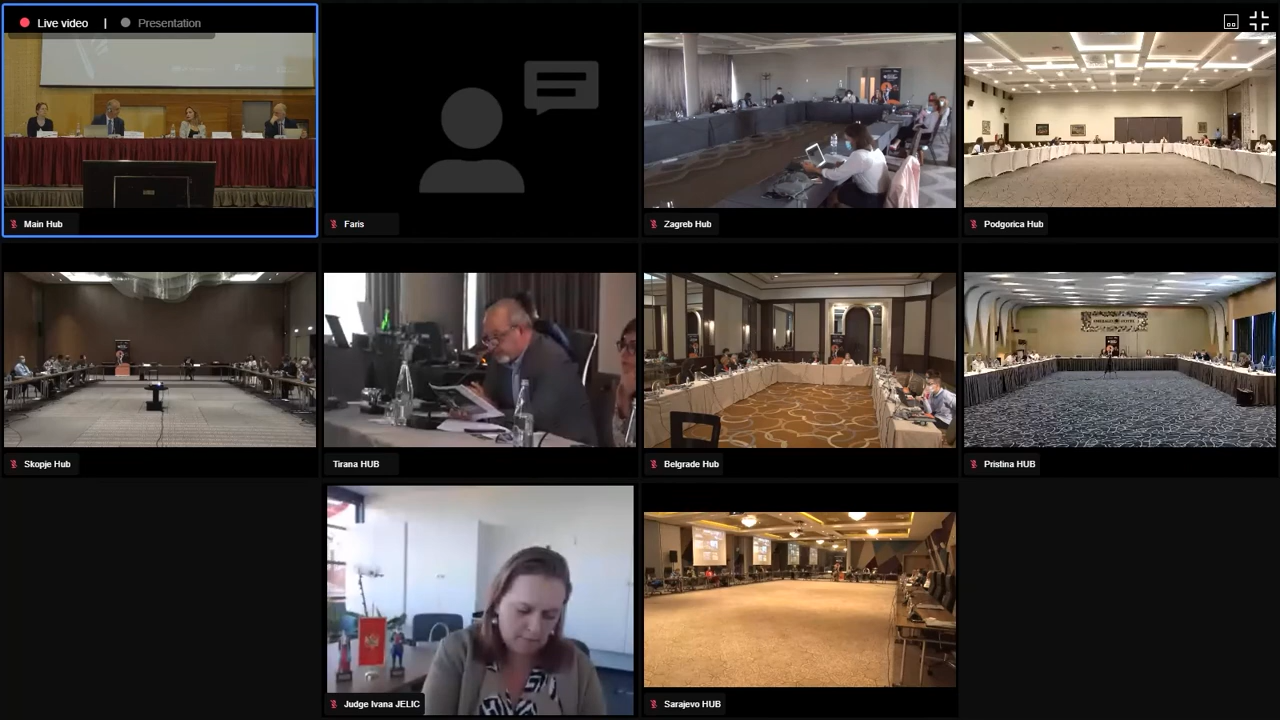 Live video | Presentation
Main Hub
Faris
Zagreb Hub
Podgorica Hub
Skopje Hub
Tirana HUB
Belgrade Hub
Pristina HUB
Judge Ivana JELIC
Sarajevo HUB